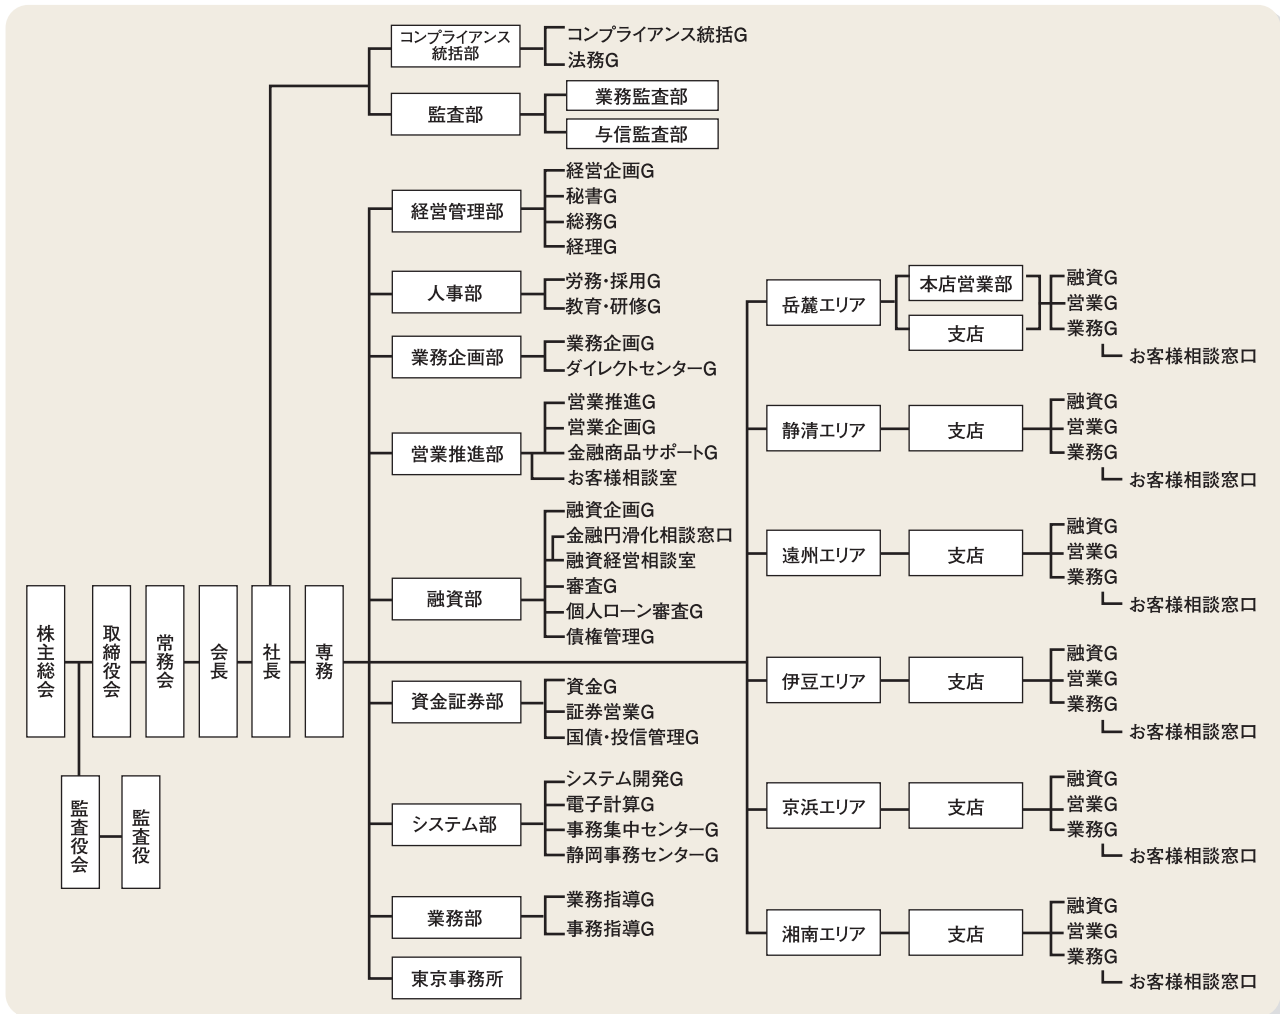 コンプライアンス
統括部
コンプライアンス統括G
法務G
監査部
業務監査部
与信監査部
経営管理部
経営企画G
秘書G
総務G
経理G
人事部
労務・採用G
教育・研修G
業務企画部
業務企画G
ダイレクトセンターG
営業推進部
営業推進G
営業企画G
金融商品サポートG
お客様相談室
融資部
融資企画G
金融円滑化相談窓口
融資経営相談室
審査G
個人ローン審査G
債権管理G
株主総会
取締役会
常務会
会長
社長
専務
監査役会
監査役
資金証券部
資金G
証券営業G
国債・投信管理G
システム部
システム開発G
電子計算G
事務集中センターG
静岡事務センターG
業務部
業務指導G
事務指導G
東京事務所
岳麓エリア
本店営業部
支店
融資G
営業G
業務G
お客様相談窓口
静清エリア
支店
融資G
営業G
業務G
お客様相談窓口
遠州エリア
支店
融資G
営業G
業務G
お客様相談窓口
伊豆エリア
支店
融資G
営業G
業務G
お客様相談窓口
京浜エリア
支店
融資G
営業G
業務G
お客様相談窓口
湘南エリア
支店
融資G
営業G
業務G
お客様相談窓口